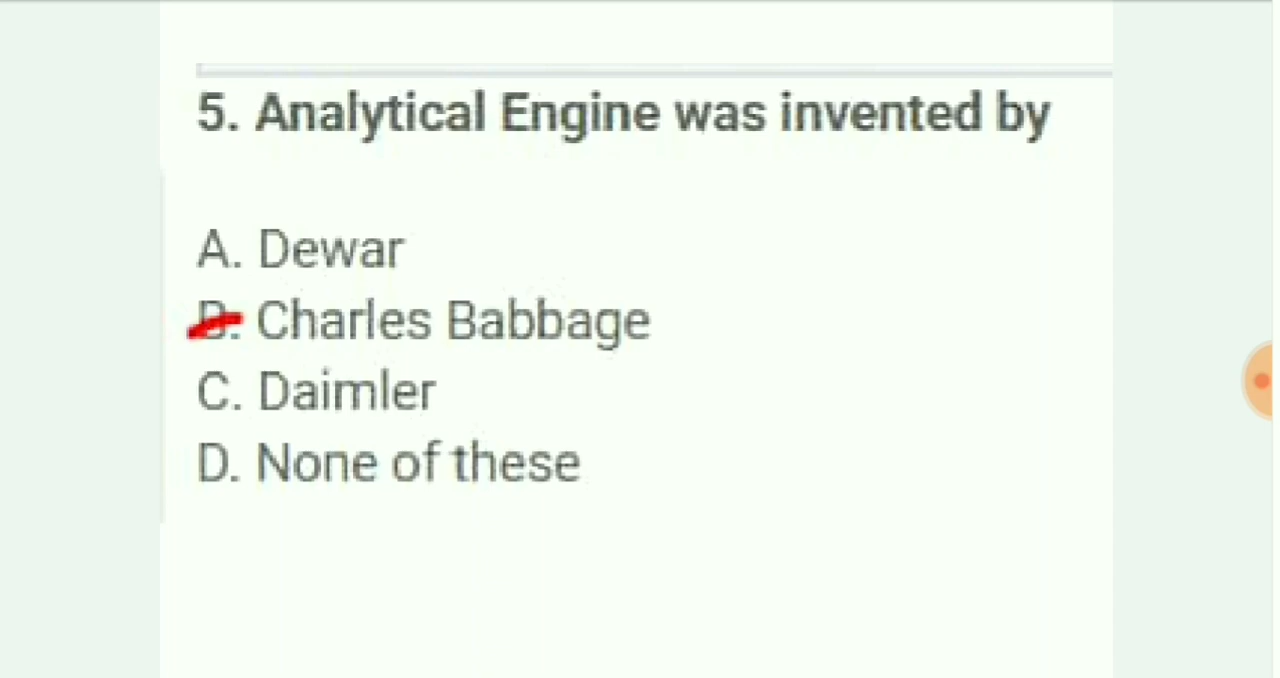 5. Analytical Engine was invented by
A. Dewar
B. Charles Babbage
C. Daimler
D. None of these